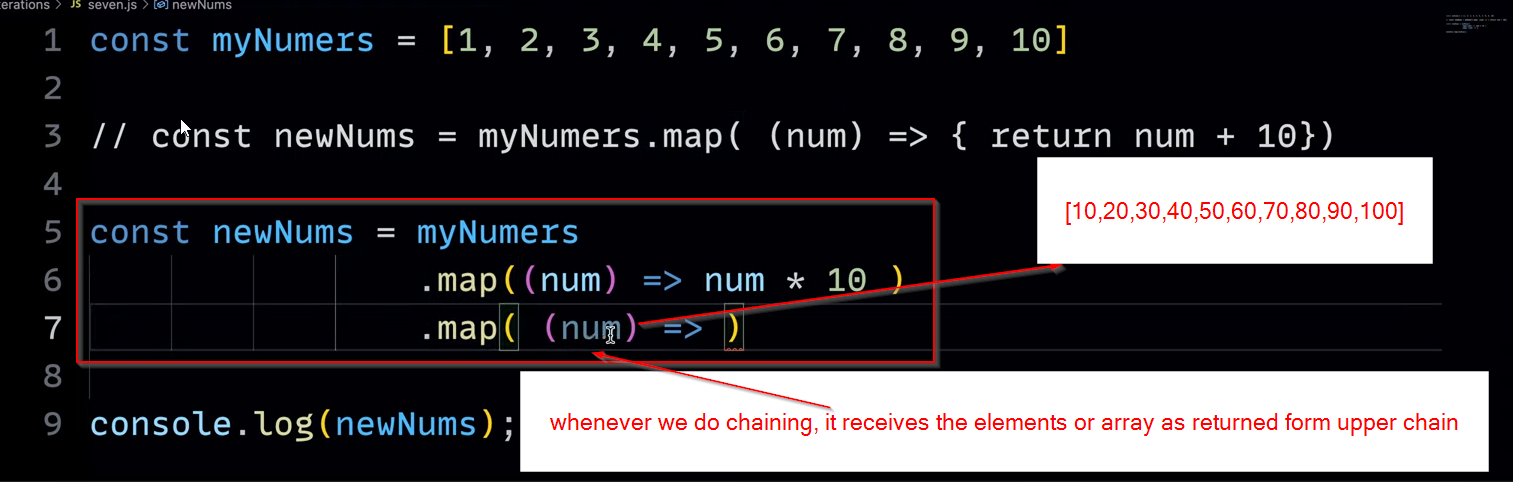 terations > JS seven.js > newNums
1 const myNumers = [1, 2, 3, 4, 5, 6, 7, 8, 9, 10]
2
3 // const newNums = myNumers.map( (num) => { return num + 10})
4
[10,20,30,40,50,60,70,80,90,100]
5 const newNums = myNumers
6 .map((num) => num * 10 )
7 .map( (num) => )
8
9 console.log(newNums);
whenever we do chaining, it receives the elements or array as returned form upper chain